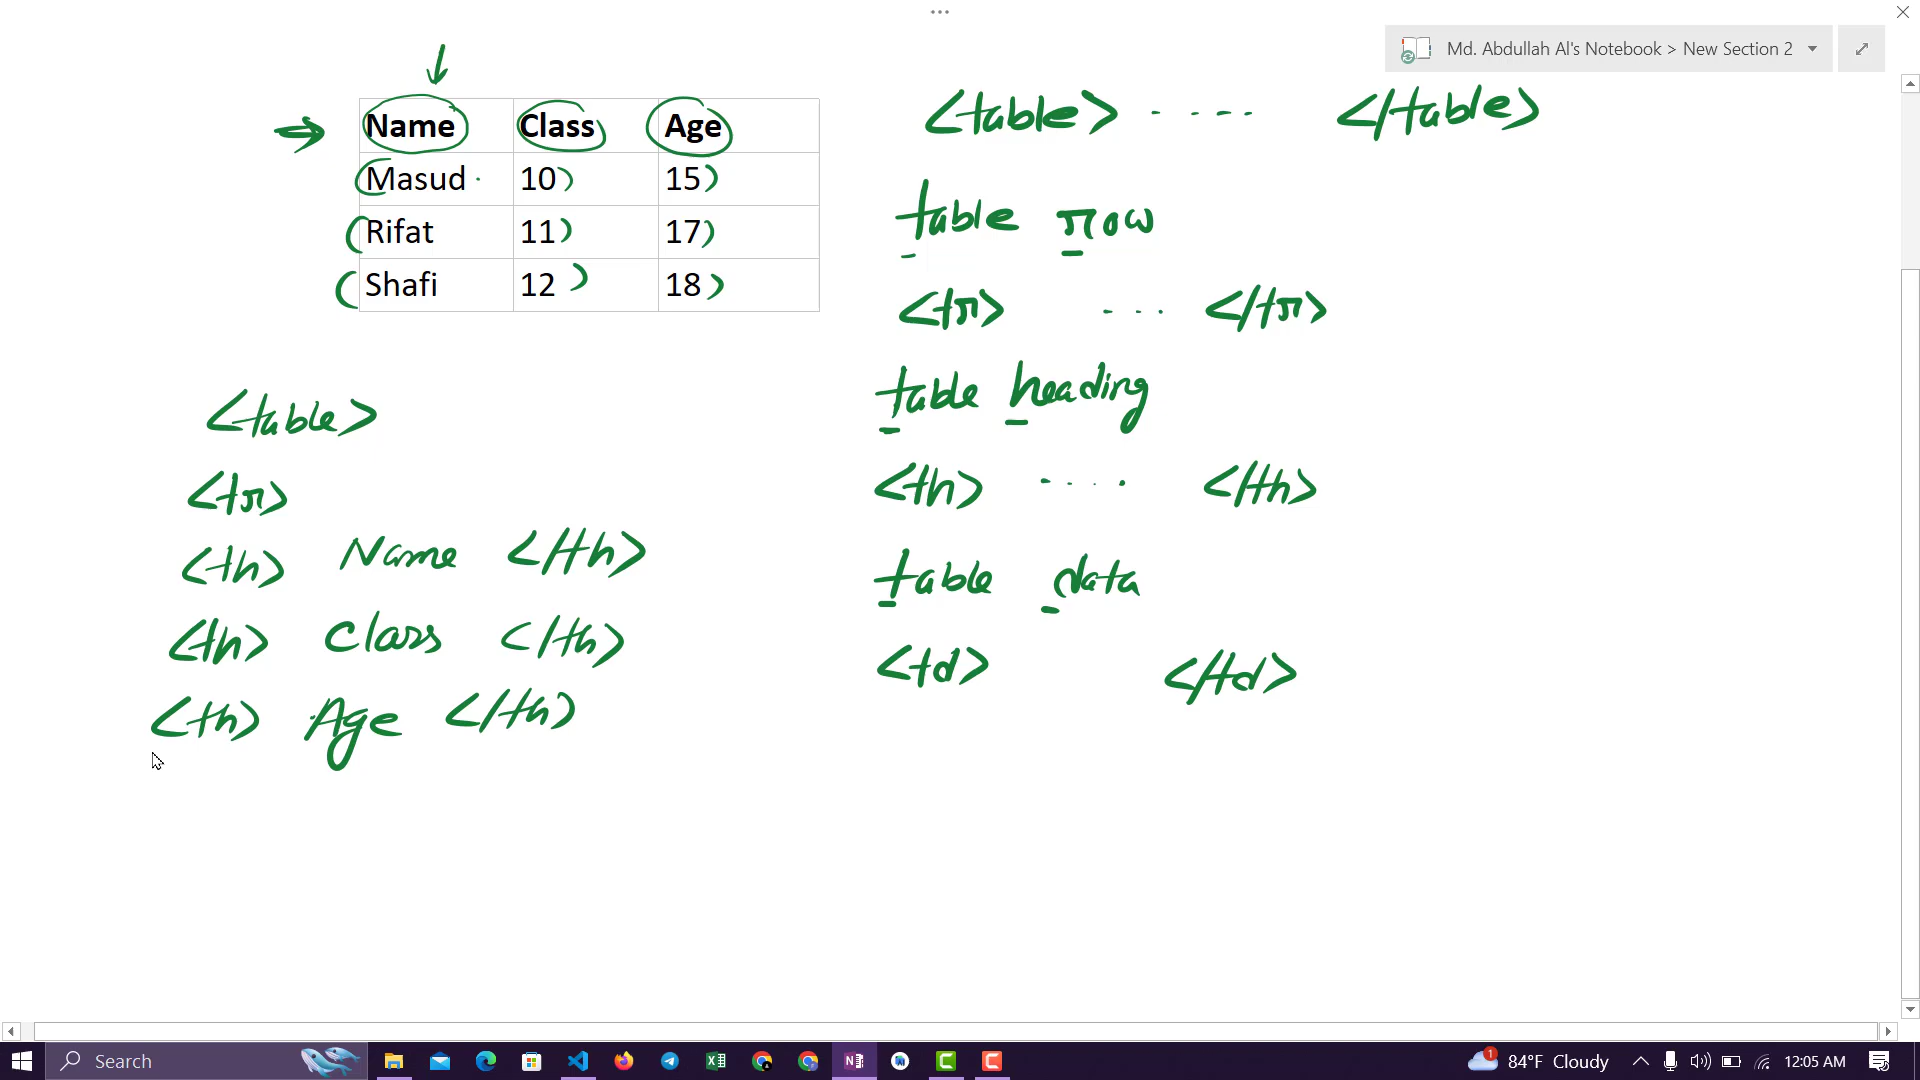 Md. Abdullah Al's Notebook > New Section 2
Name Class Age
Masud 10 15
Rifat 11 17
Shafi 12 18
<table> .... </table>
table row
<tr> ... </tr>
table heading
<th> .... </th>
table data
<td> </td>
<table>
<tr>
<th> Name </th>
<th> Class </th>
<th> Age </th>
Search
84°F Cloudy
12:05 AM